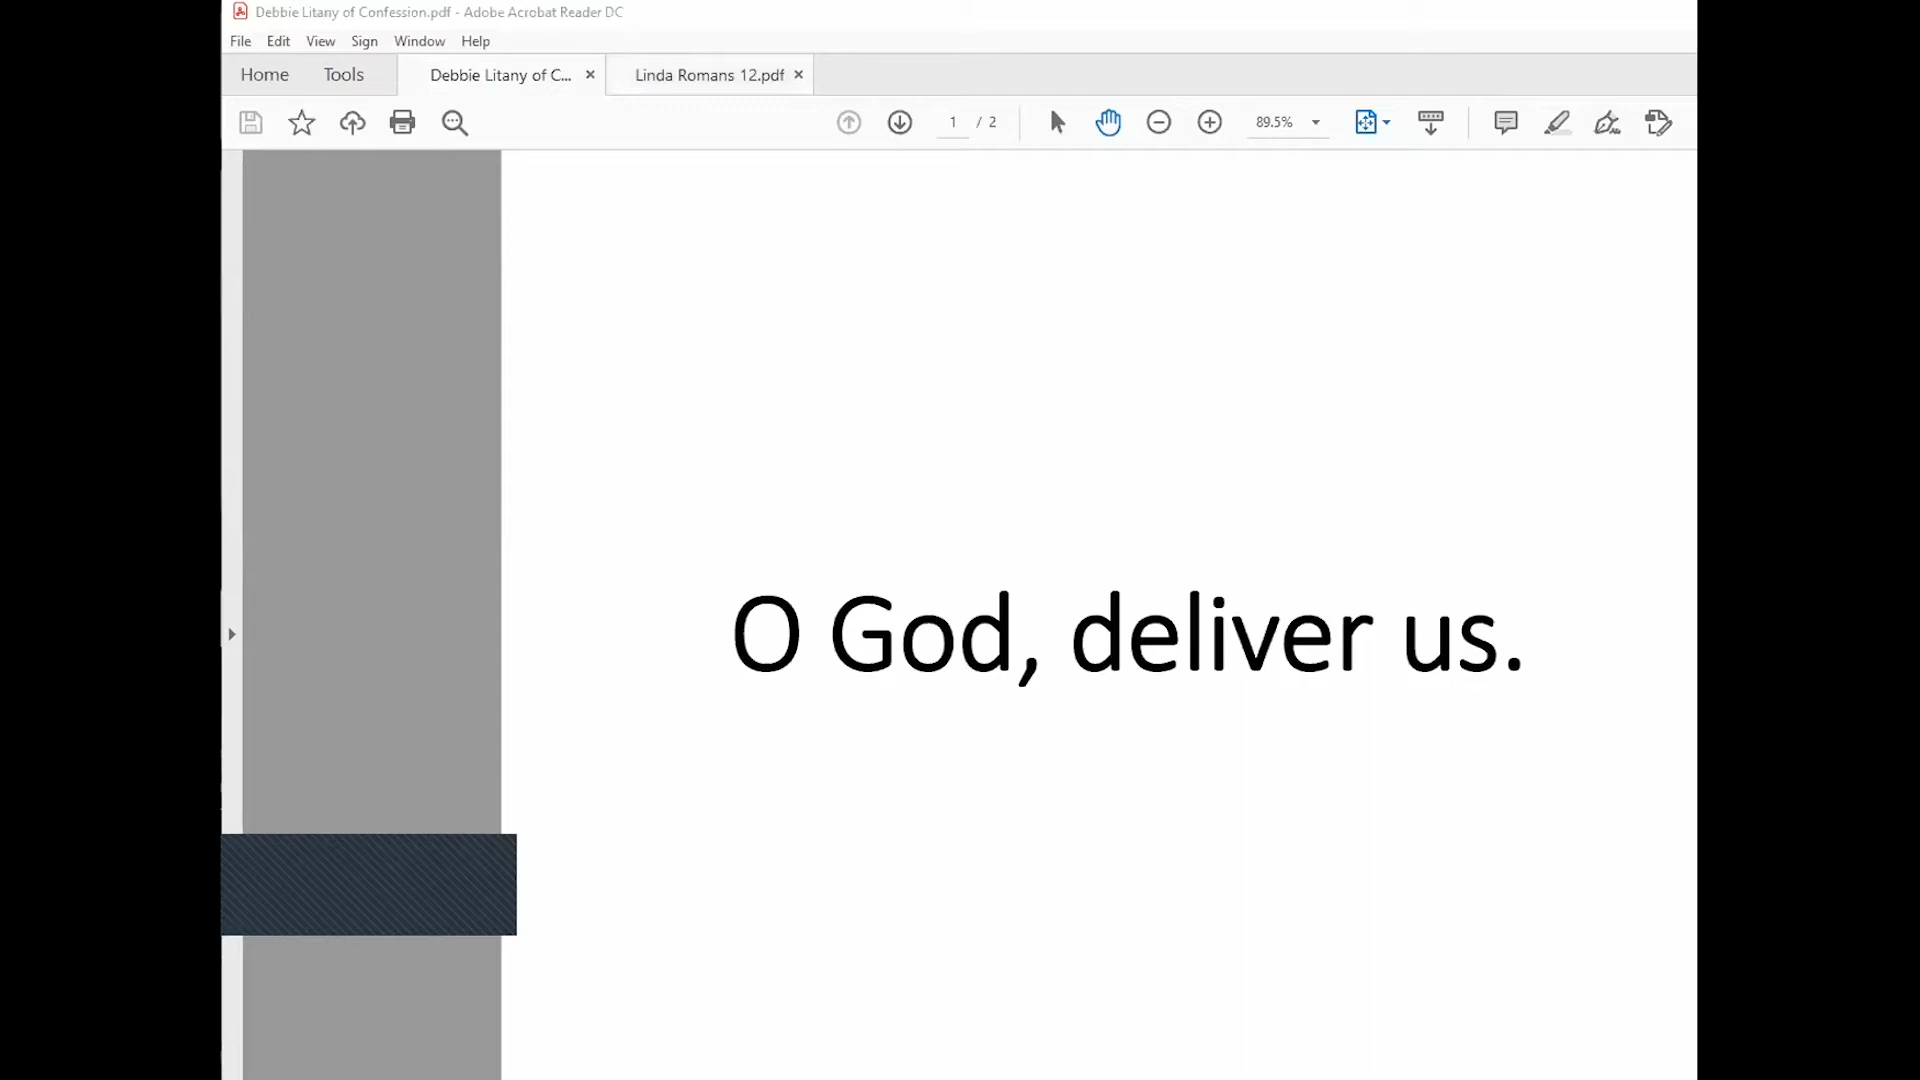 Debbie Litany of Confession.pdf - Adobe Acrobat Reader DC
File Edit View Sign Window Help
Home Tools Debbie Litany of C... Linda Romans 12.pdf
1 / 2 89.5%
O God, deliver us.